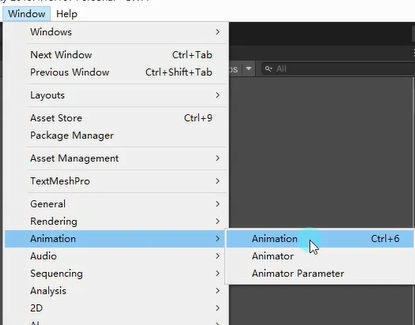 Window Help
Windows
Next Window Ctrl+Tab
Previous Window Ctrl+Shift+Tab
Layouts
Asset Store Ctrl+9
Package Manager
Asset Management
TextMeshPro
General
Rendering
Animation
Audio
Sequencing
Analysis
2D
All
Animation Ctrl+6
Animator
Animator Parameter